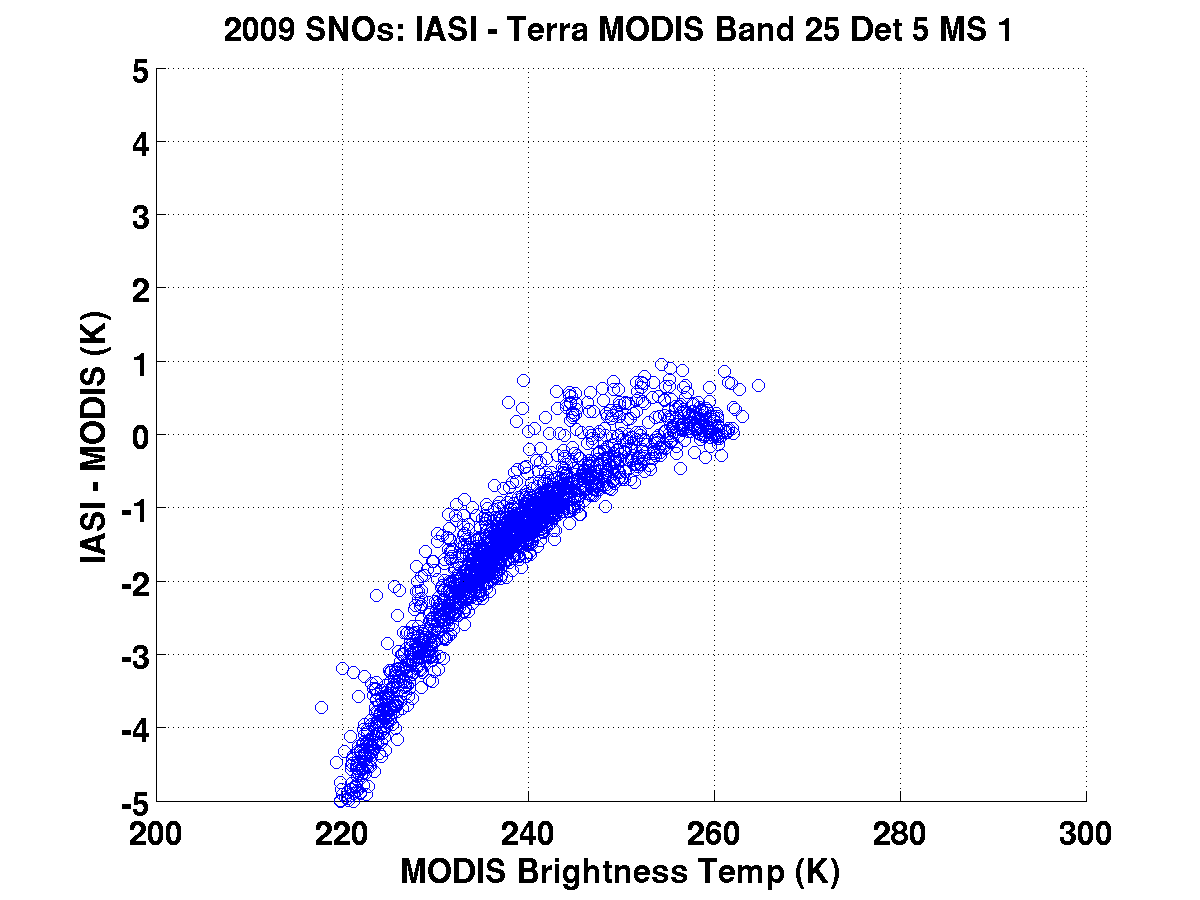 2009 SNOs: IASI - Terra MODIS Band 25 Det 5 MS 1
5
4
3
2
1
0
-1
-2
-3
-4
-5
IASI - MODIS (K)
200 220 240 260 280 300
MODIS Brightness Temp (K)